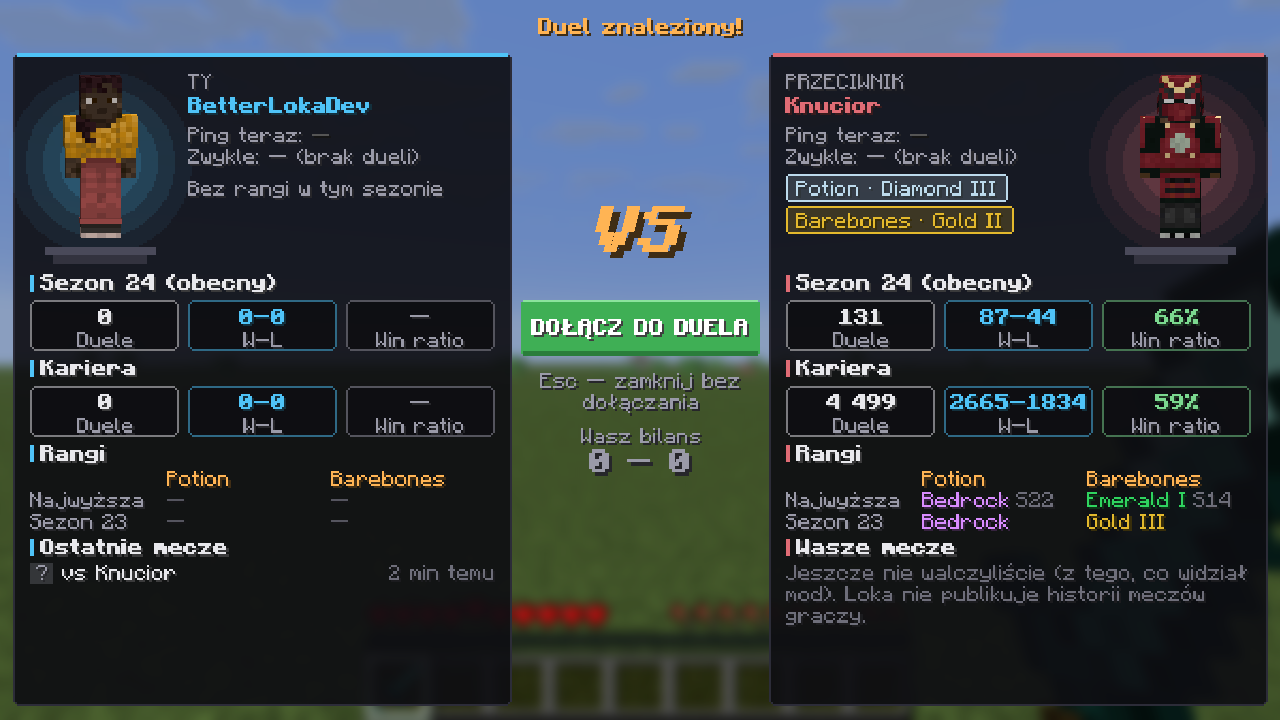 Duel znaleziony!
TY
BetterLokaDev
Ping teraz: —
Zwykle: — (brak dueli)
Bez rangi w tym sezonie
Sezon 24 (obecny)
0 0–0 —
Duele W–L Win ratio
Kariera
0 0–0 —
Duele W–L Win ratio
Rangi
Potion Barebones
Najwyższa — —
Sezon 23 — —
Ostatnie mecze
? vs Knucior 2 min temu
VS
DOŁĄCZ DO DUELA
Esc — zamknij bez
dołączania
Wasz bilans
0 — 0
PRZECIWNIK
Knucior
Ping teraz: —
Zwykle: — (brak dueli)
Potion · Diamond III
Barebones · Gold II
Sezon 24 (obecny)
131 87–44 66%
Duele W–L Win ratio
Kariera
4 499 2665–1834 59%
Duele W–L Win ratio
Rangi
Potion Barebones
Najwyższa Bedrock S22 Emerald I S14
Sezon 23 Bedrock Gold III
Wasze mecze
Jeszcze nie walczyliście (z tego, co widział
mod). Loka nie publikuje historii meczów
graczy.